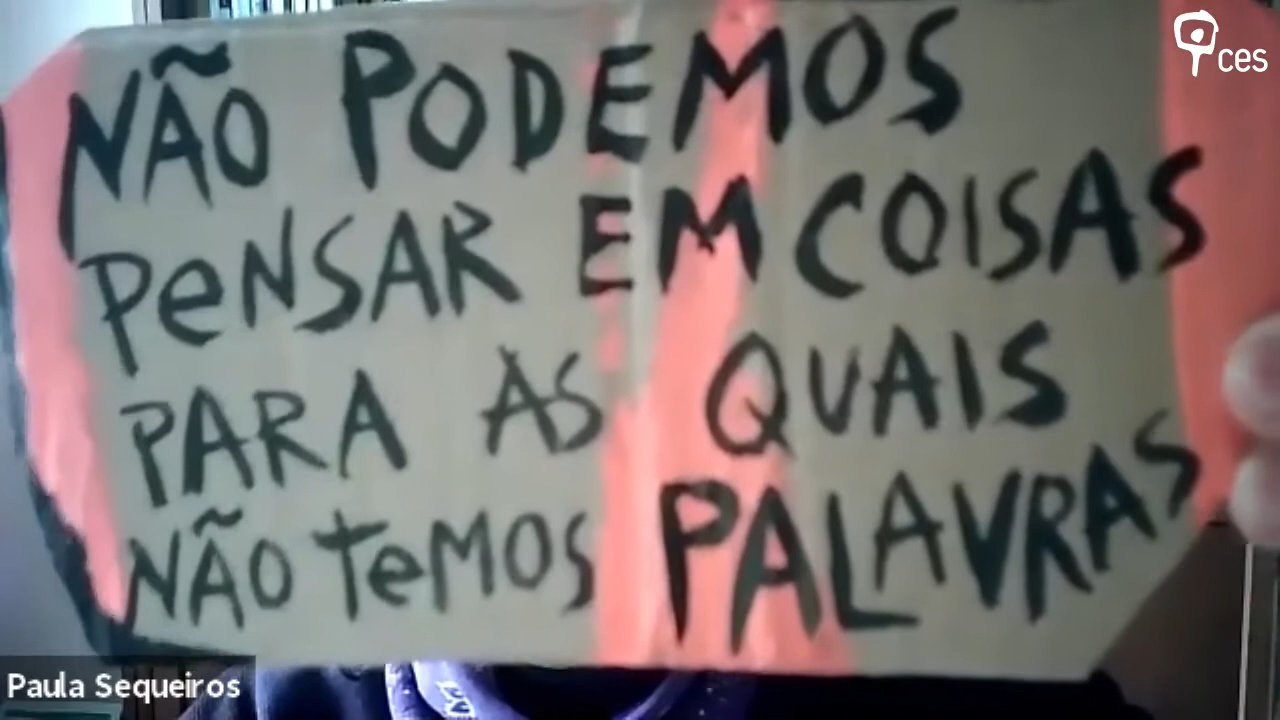 ces
NÃO PODEMOS
PeNSAR EM COISAS
PARA AS QUAIS
NÃO TeMOS PALAVRAS
Paula Sequeiros